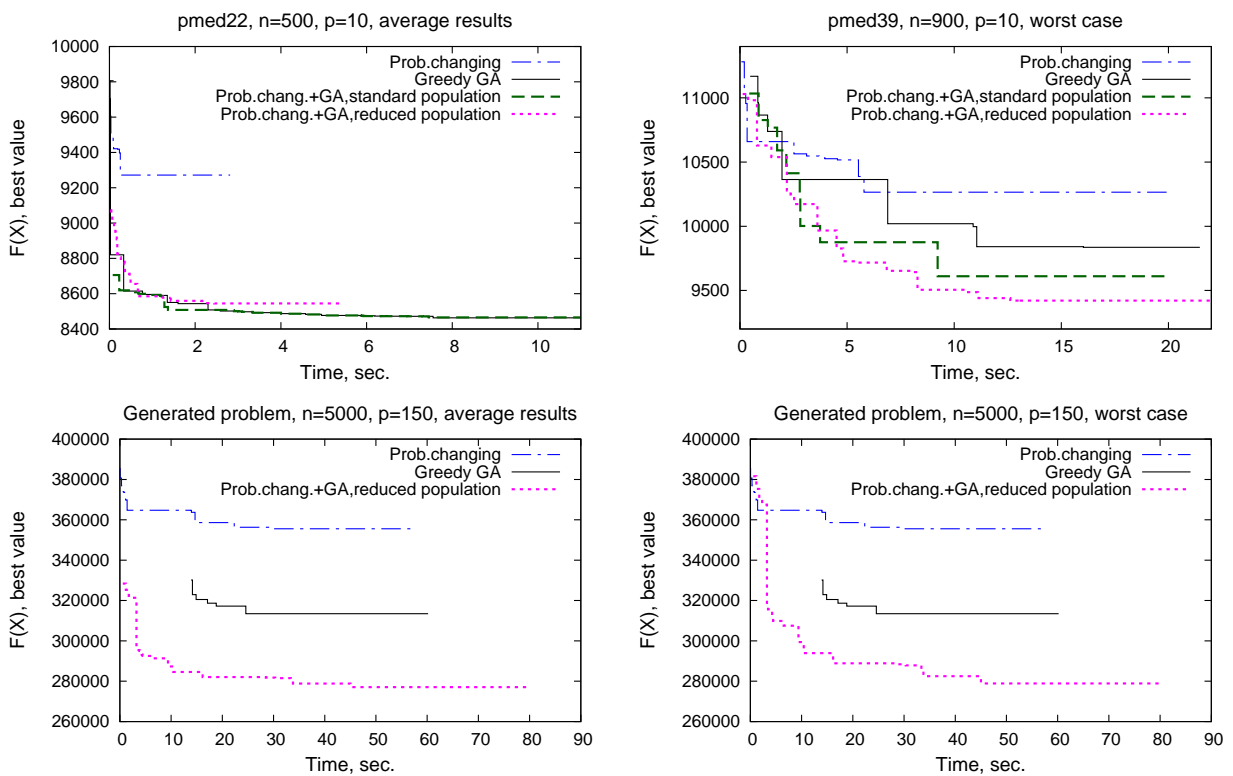 pmed22, n=500, p=10, average results
10000
9800
9600
9400
9200
9000
8800
8600
8400
F(X), best value
Prob.changing
Greedy GA
Prob.chang.+GA,standard population
Prob.chang.+GA,reduced population
0 2 4 6 8 10
Time, sec.
pmed39, n=900, p=10, worst case
11000
10500
10000
9500
F(X), best value
Prob.changing
Greedy GA
Prob.chang.+GA,standard population
Prob.chang.+GA,reduced population
0 5 10 15 20
Time, sec.
Generated problem, n=5000, p=150, average results
400000
380000
360000
340000
320000
300000
280000
260000
F(X), best value
Prob.changing
Greedy GA
Prob.chang.+GA,reduced population
0 10 20 30 40 50 60 70 80 90
Time, sec.
Generated problem, n=5000, p=150, worst case
400000
380000
360000
340000
320000
300000
280000
260000
F(X), best value
Prob.changing
Greedy GA
Prob.chang.+GA,reduced population
0 10 20 30 40 50 60 70 80 90
Time, sec.